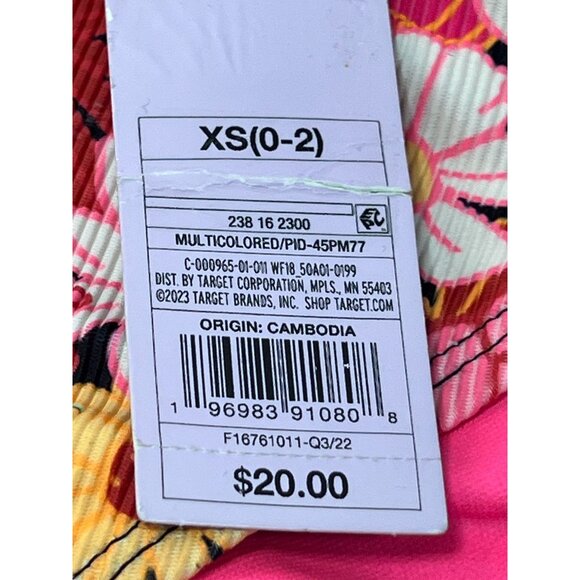 XS(0-2)
238 16 2300
MULTICOLORED/PID-45PM77
C-000965-01-011 WF18_50A01-0199
DIST. BY TARGET CORPORATION, MPLS., MN 55403
©2023 TARGET BRANDS, INC. SHOP TARGET.COM
ORIGIN: CAMBODIA
1 96983 91080 8
F16761011-Q3/22
$20.00